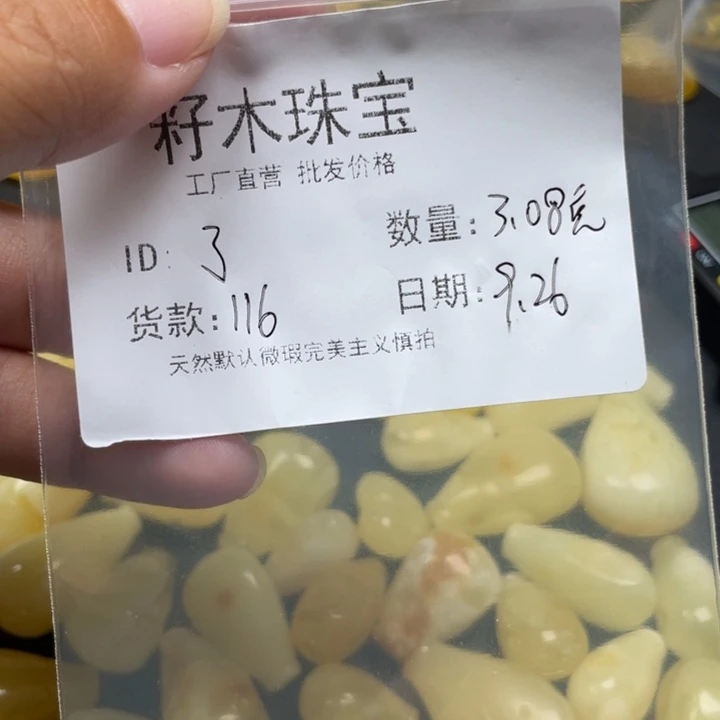 籽木珠宝
工厂直营 批发价格
ID: 3
数量: 3.08克
货款: 116
日期: 9.26
天然默认微瑕完美主义慎拍